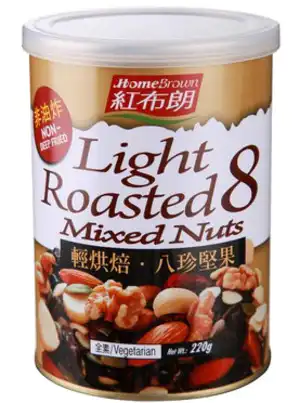 HomeBrown
紅布朗
非油炸
NON-
DEEP FRIED
Light
Roasted 8
Mixed Nuts
輕烘焙·八珍堅果
全素/Vegetarian
Net Wt.: 220g